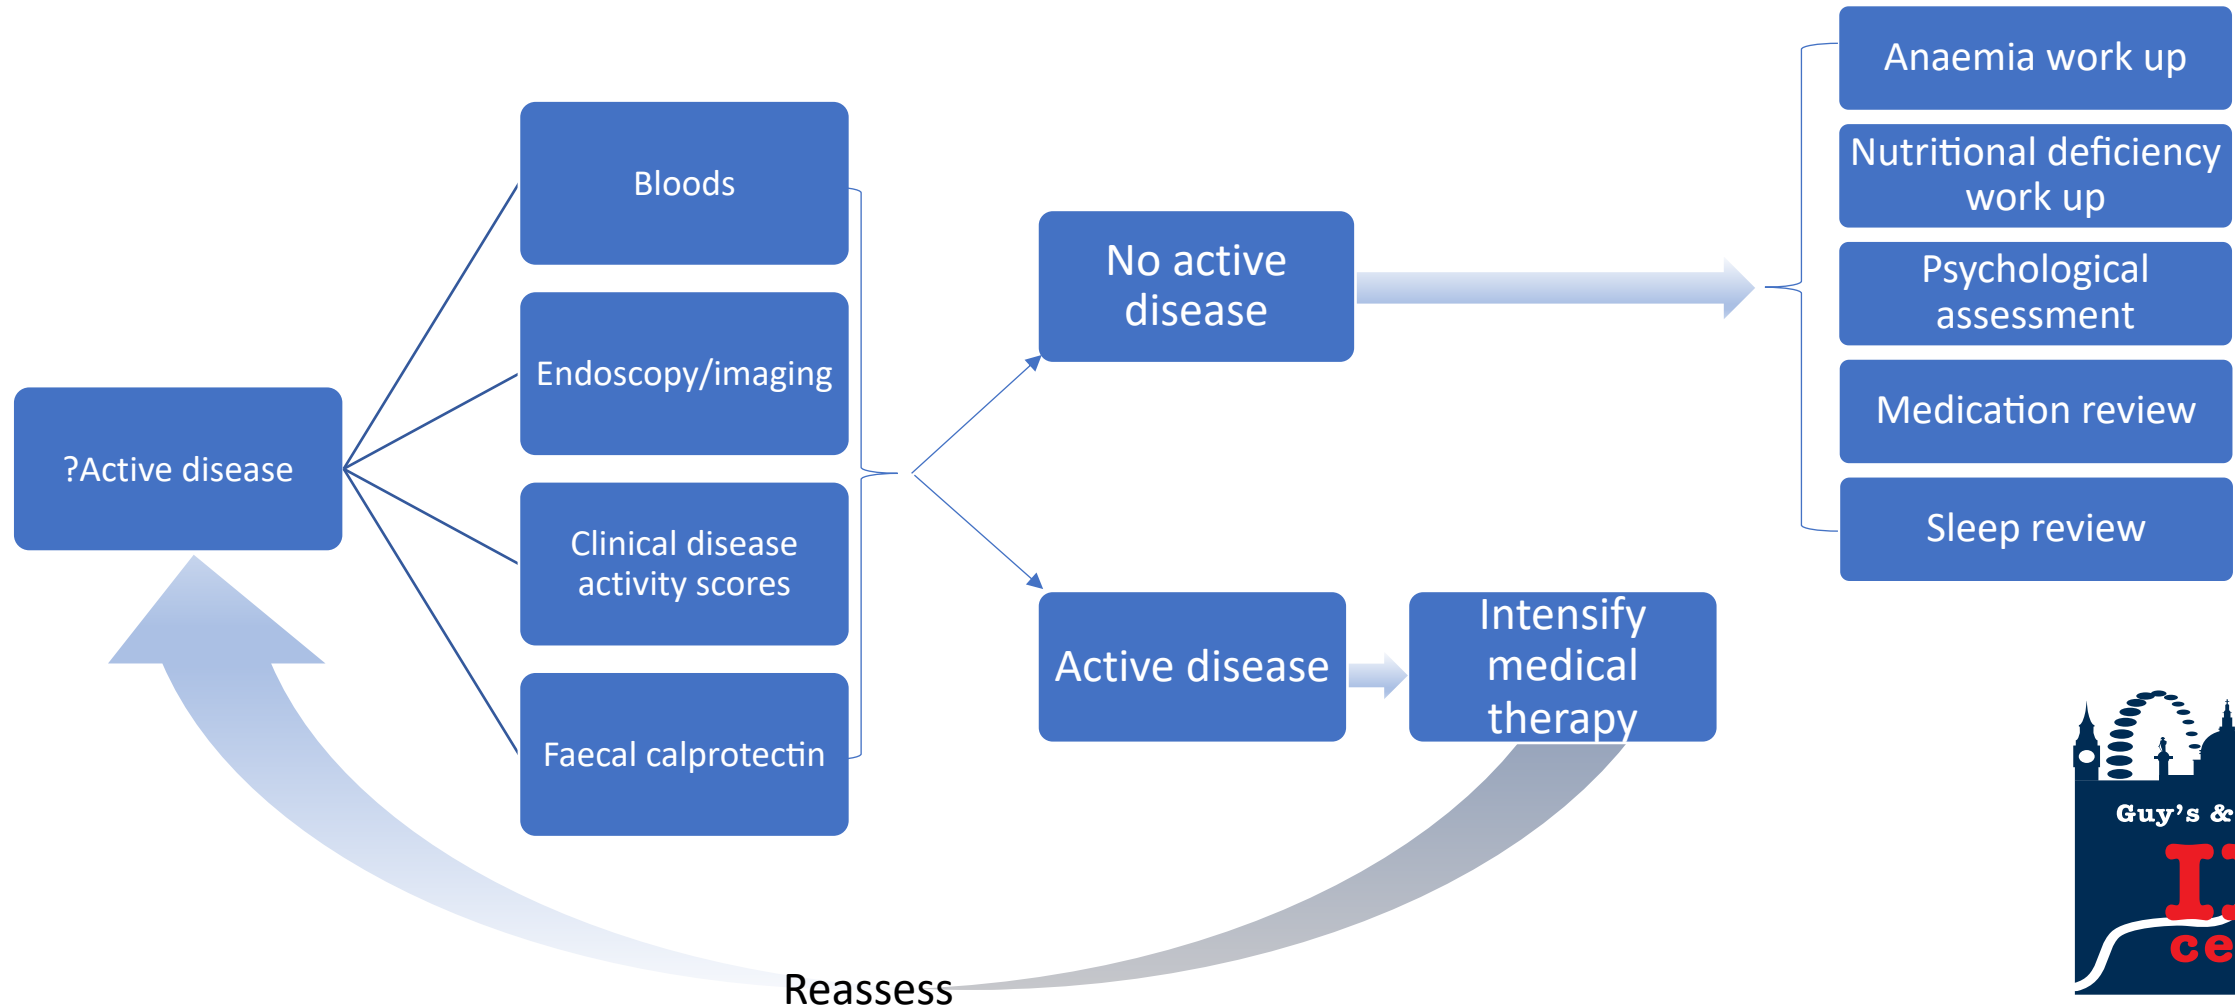 ?Active disease
Bloods
Endoscopy/imaging
Clinical disease
activity scores
Faecal calprotectin
No active
disease
Active disease
Intensify
medical
therapy
Anaemia work up
Nutritional deficiency
work up
Psychological
assessment
Medication review
Sleep review
Reassess
Guy's &